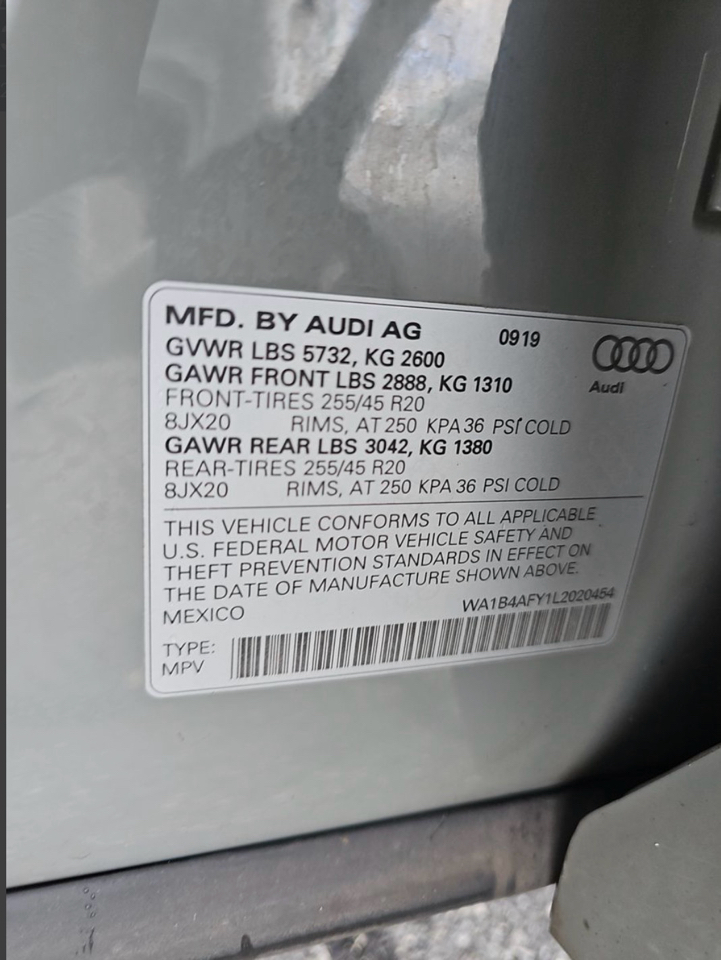 MFD. BY AUDI AG 0919
GVWR LBS 5732, KG 2600
GAWR FRONT LBS 2888, KG 1310
Audi
FRONT-TIRES 255/45 R20
8JX20 RIMS, AT 250 KPA 36 PSI COLD
GAWR REAR LBS 3042, KG 1380
REAR-TIRES 255/45 R20
8JX20 RIMS, AT 250 KPA 36 PSI COLD
THIS VEHICLE CONFORMS TO ALL APPLICABLE
U.S. FEDERAL MOTOR VEHICLE SAFETY AND
THEFT PREVENTION STANDARDS IN EFFECT ON
THE DATE OF MANUFACTURE SHOWN ABOVE.
MEXICO WA1B4AFY1L2020454
TYPE:
MPV